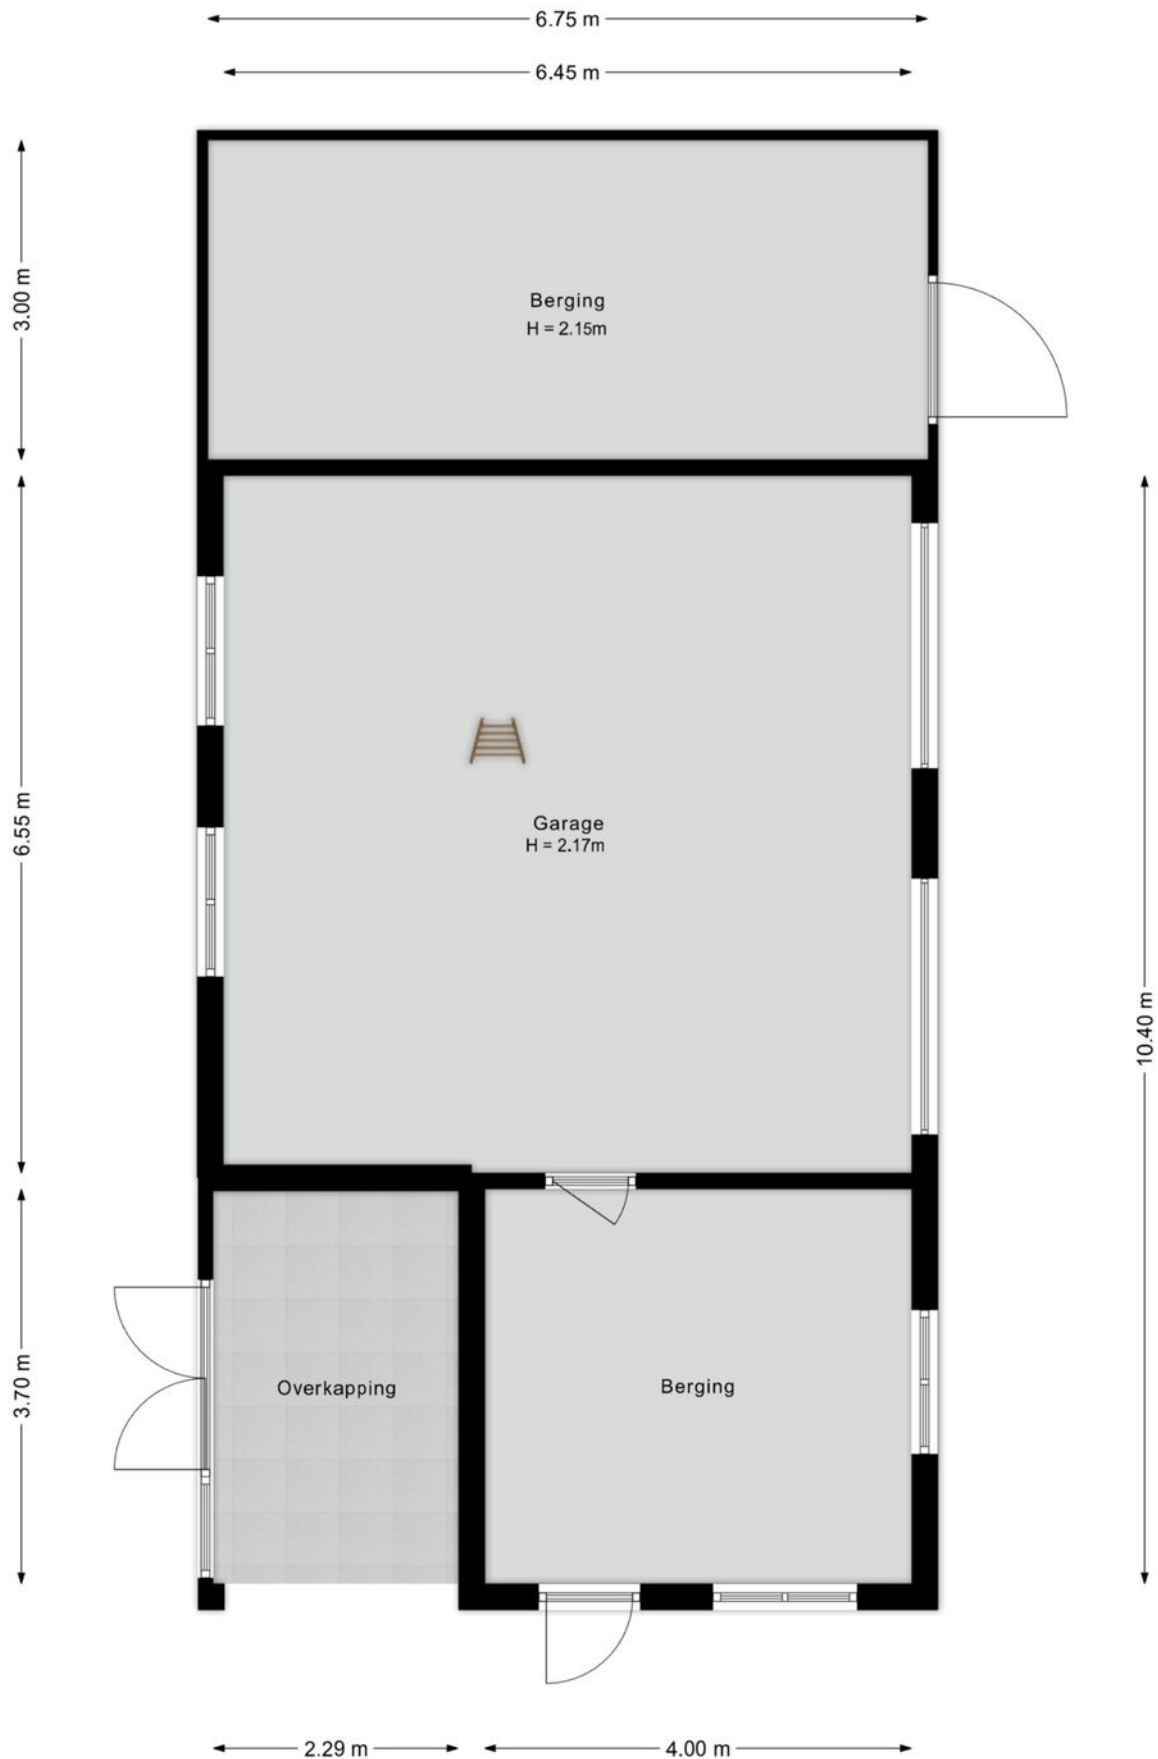 6.75 m
6.45 m
3.00 m
Berging
H = 2.15m
6.55 m
Garage
H = 2.17m
10.40 m
3.70 m
Overkapping
Berging
2.29 m
4.00 m